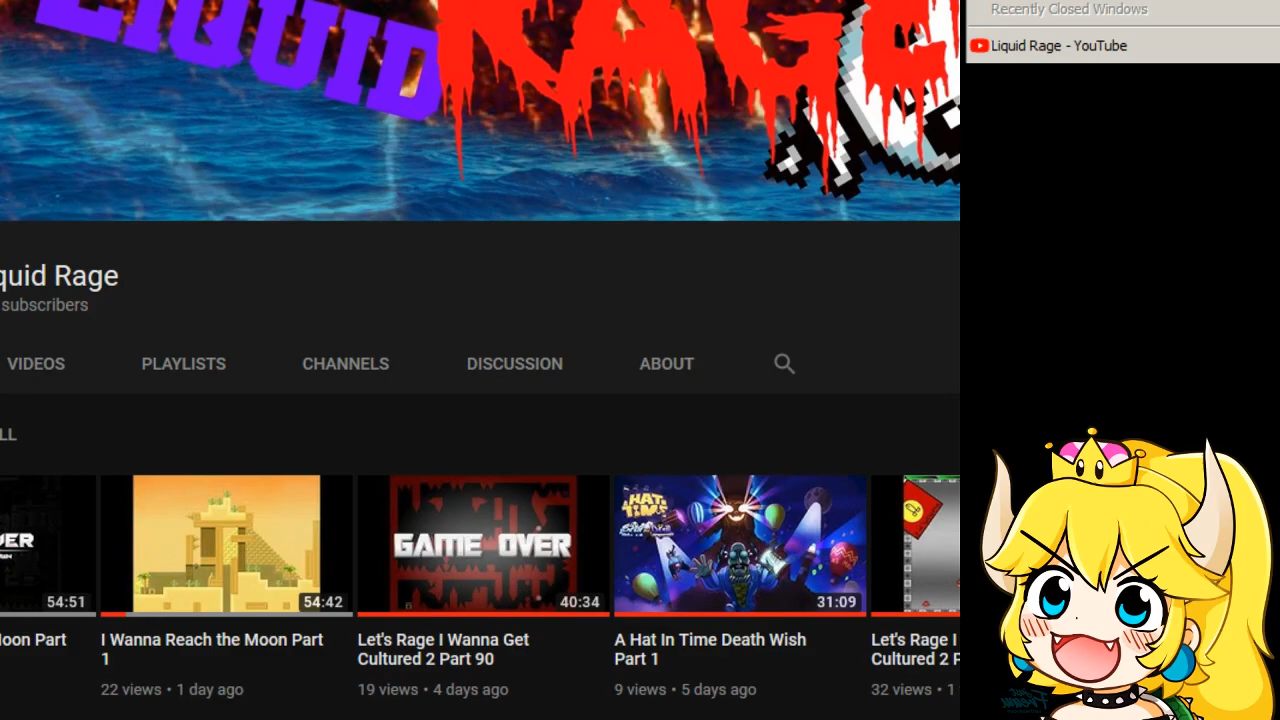 LIQUID RAGE
Recently Closed Windows
Liquid Rage - YouTube
quid Rage
subscribers
VIDEOS PLAYLISTS CHANNELS DISCUSSION ABOUT
LL
VER
54:51
54:42
GAME OVER
40:34
HAT
TIME
31:09
oon Part
I Wanna Reach the Moon Part
1
22 views • 1 day ago
Let's Rage I Wanna Get
Cultured 2 Part 90
19 views • 4 days ago
A Hat In Time Death Wish
Part 1
9 views • 5 days ago
Let's Rage I
Cultured 2 P
32 views • 1